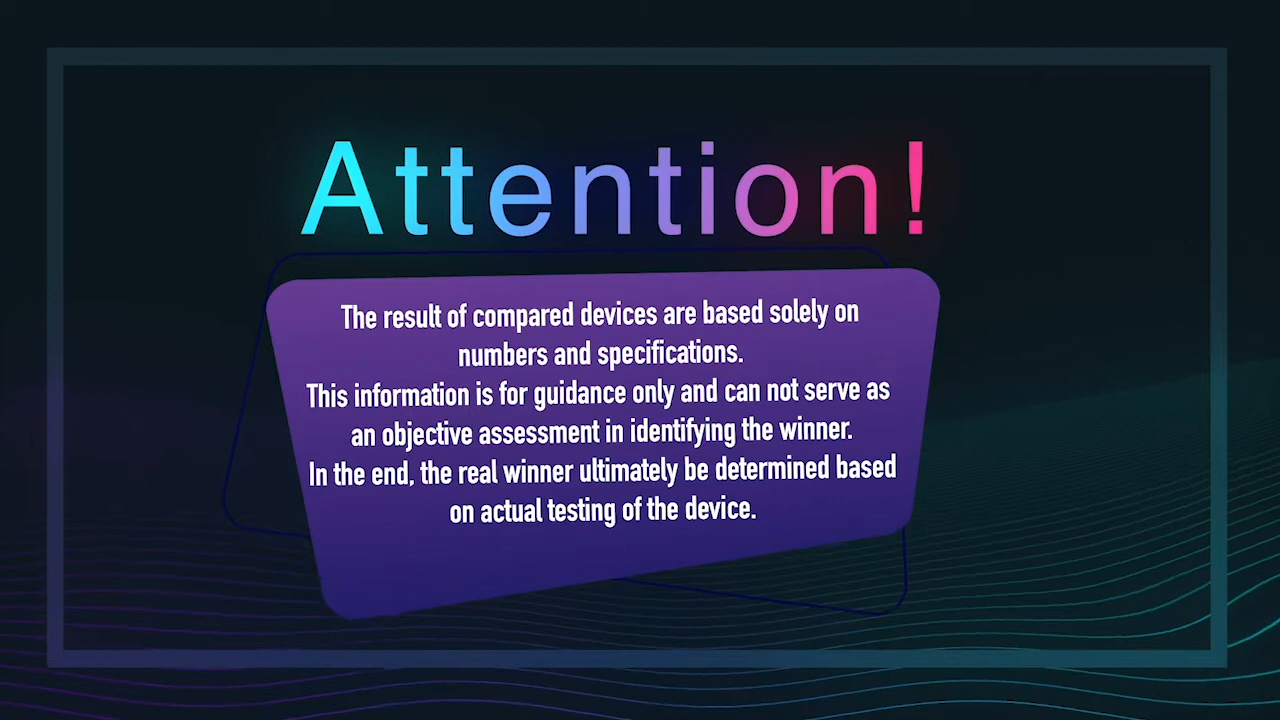 Attention!
The result of compared devices are based solely on
numbers and specifications.
This information is for guidance only and can not serve as
an objective assessment in identifying the winner.
In the end, the real winner ultimately be determined based
on actual testing of the device.